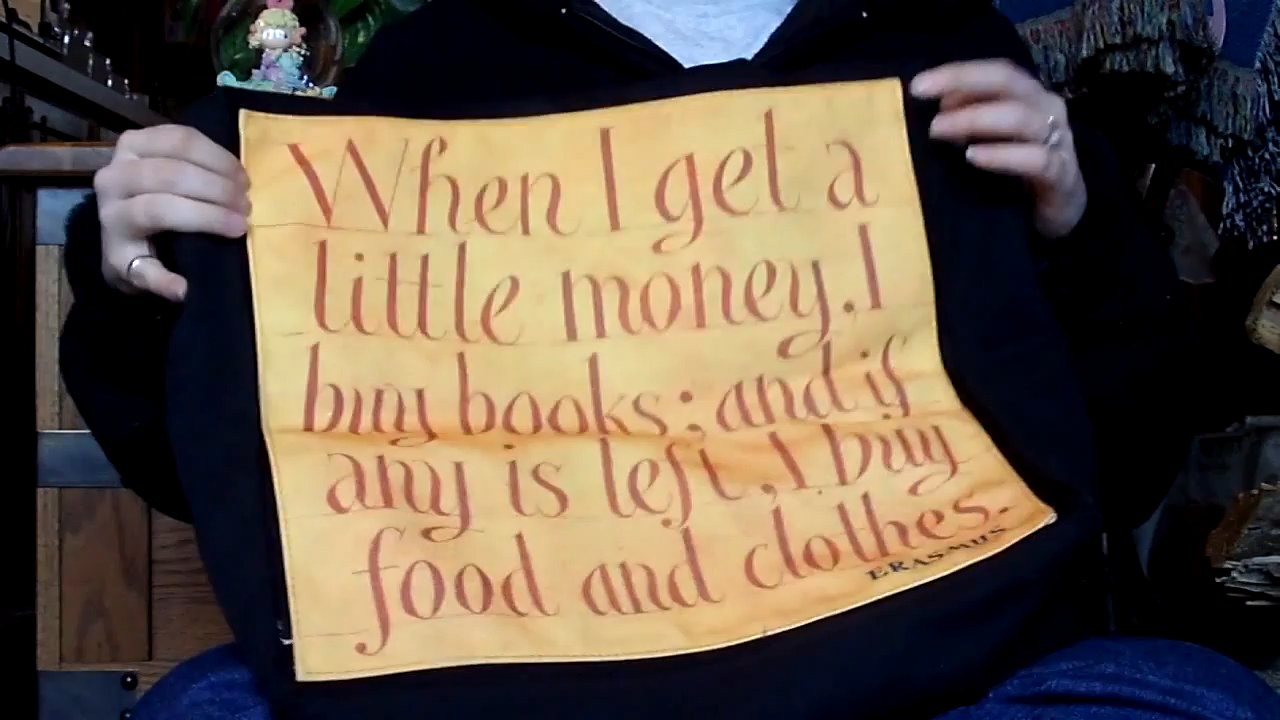 When I get a
little money, I
buy books; and if
any is left, I buy
food and clothes.
ERASMUS